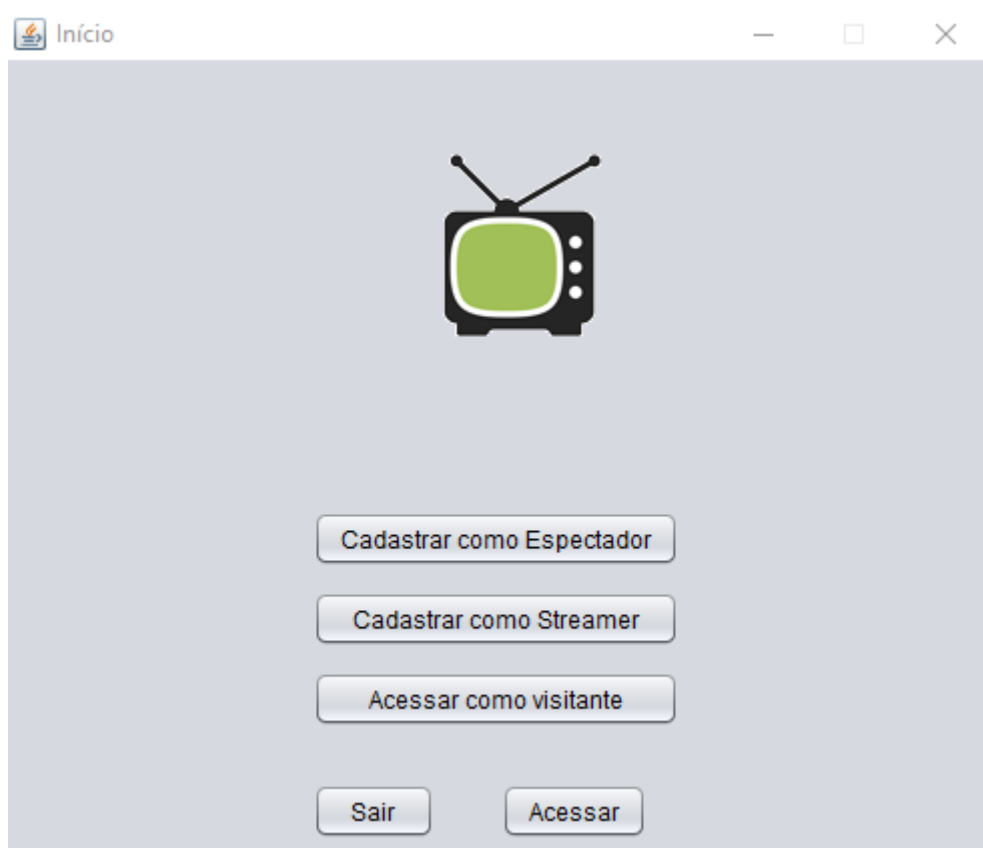 Início
Cadastrar como Espectador
Cadastrar como Streamer
Acessar como visitante
Sair Acessar